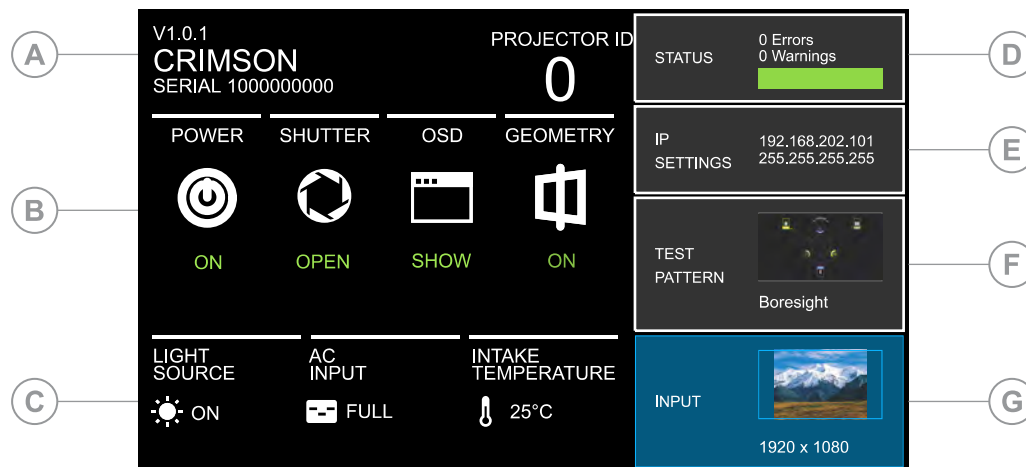 A
V1.0.1
CRIMSON
SERIAL 1000000000
PROJECTOR ID
0
B
POWER
ON
SHUTTER
OPEN
OSD
SHOW
GEOMETRY
ON
C
LIGHT
SOURCE
ON
AC
INPUT
FULL
INTAKE
TEMPERATURE
25°C
D
STATUS
0 Errors
0 Warnings
E
IP
SETTINGS
192.168.202.101
255.255.255.255
F
TEST
PATTERN
Boresight
G
INPUT
1920 x 1080